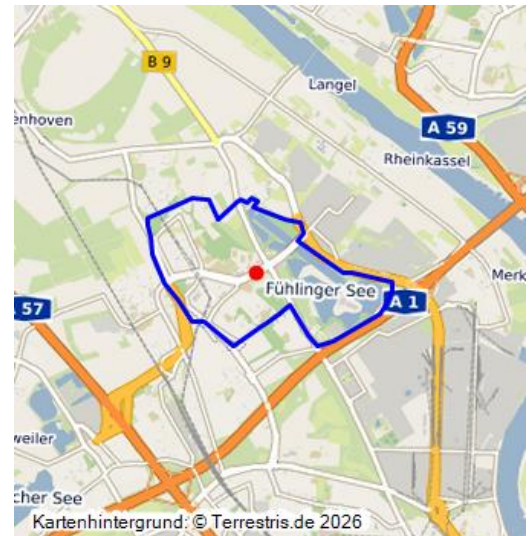 B 9
Langel
enhoven
A 59
Rheinkassel
Merk
Fühlinger See
A 1
57
weiler
cher See
Kartenhintergrund: © Terrestris.de 2026